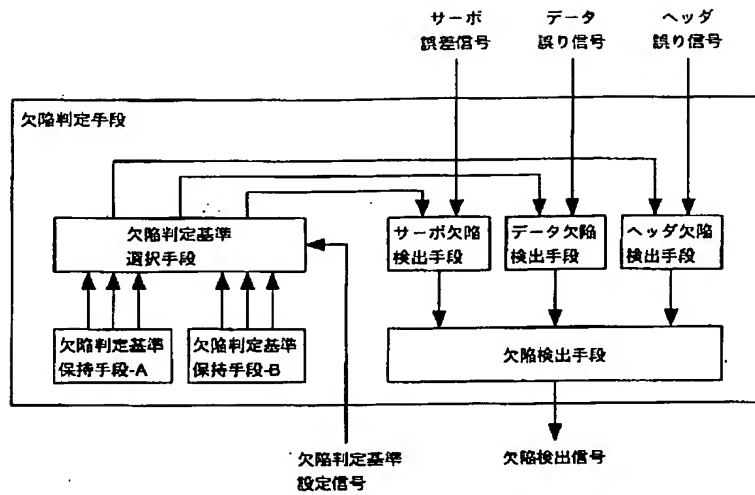 サーボ
誤差信号
データ
誤り信号
ヘッダ
誤り信号
欠陥判定手段
欠陥判定基準
選択手段
サーボ欠陥
検出手段
データ欠陥
検出手段
ヘッダ欠陥
検出手段
欠陥判定基準
保持手段-A
欠陥判定基準
保持手段-B
欠陥検出手段
欠陥判定基準
設定信号
欠陥検出信号